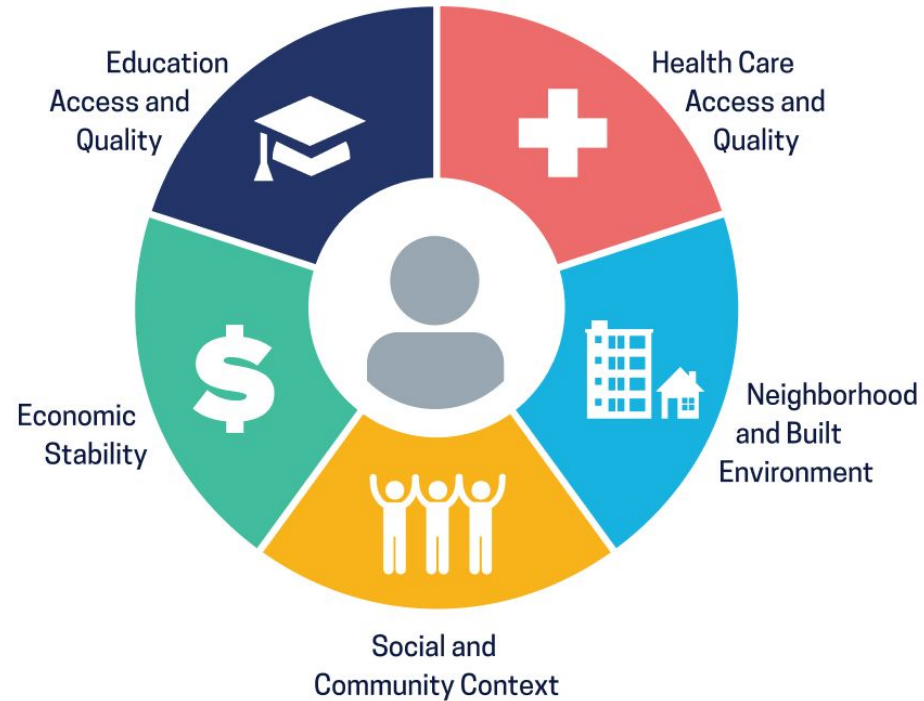 Education
Access and
Quality
Health Care
Access and
Quality
Economic
Stability
Neighborhood
and Built
Environment
Social and
Community Context